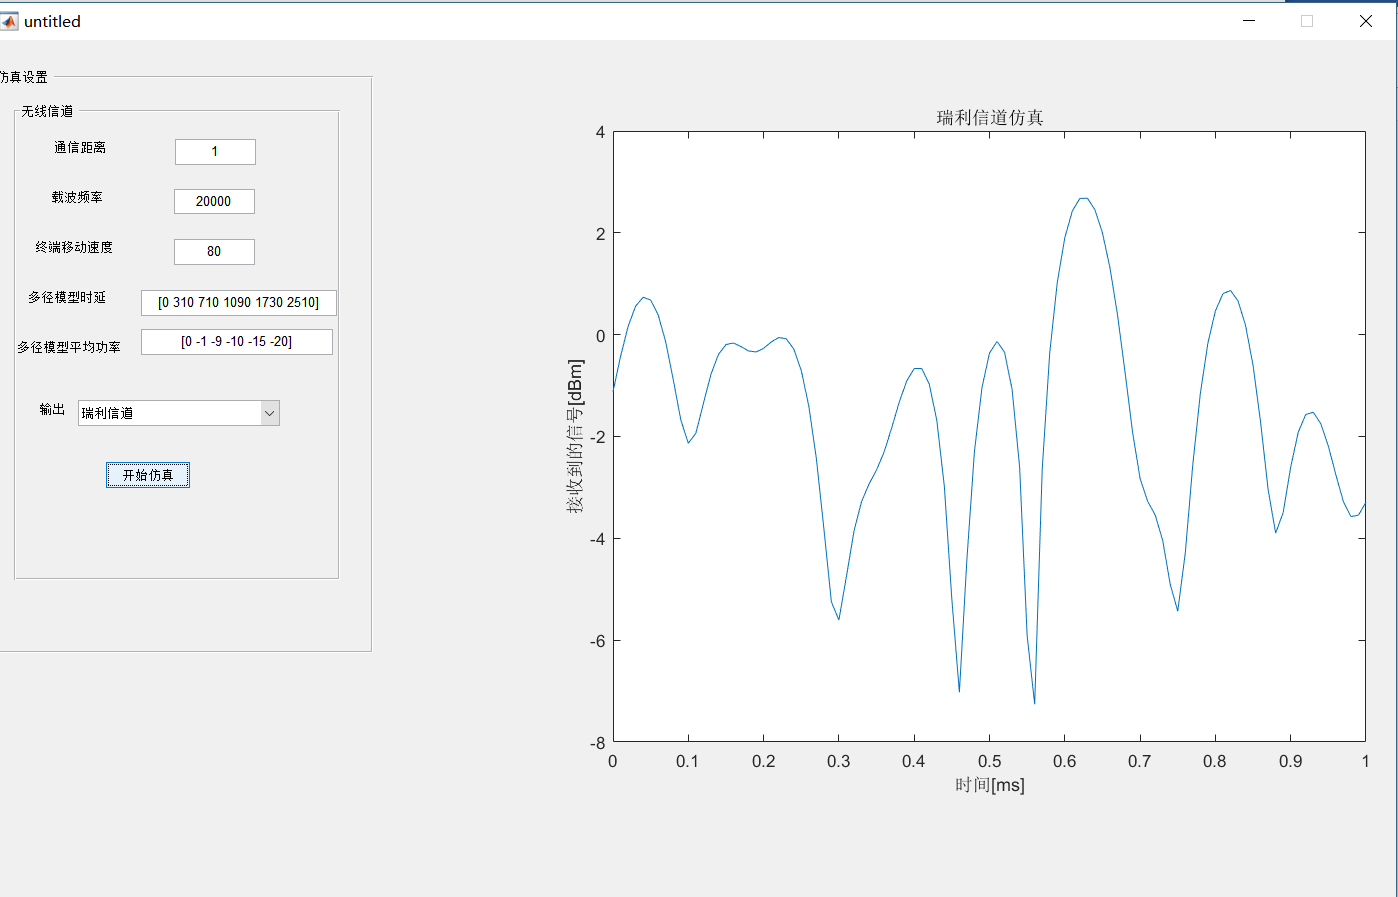 untitled
仿真设置
无线信道
通信距离 1
载波频率 20000
终端移动速度 80
多径模型时延 [0 310 710 1090 1730 2510]
多径模型平均功率 [0 -1 -9 -10 -15 -20]
输出 瑞利信道
开始仿真
瑞利信道仿真
接收到的信号[dBm]
4
2
0
-2
-4
-6
-8
0 0.1 0.2 0.3 0.4 0.5 0.6 0.7 0.8 0.9 1
时间[ms]